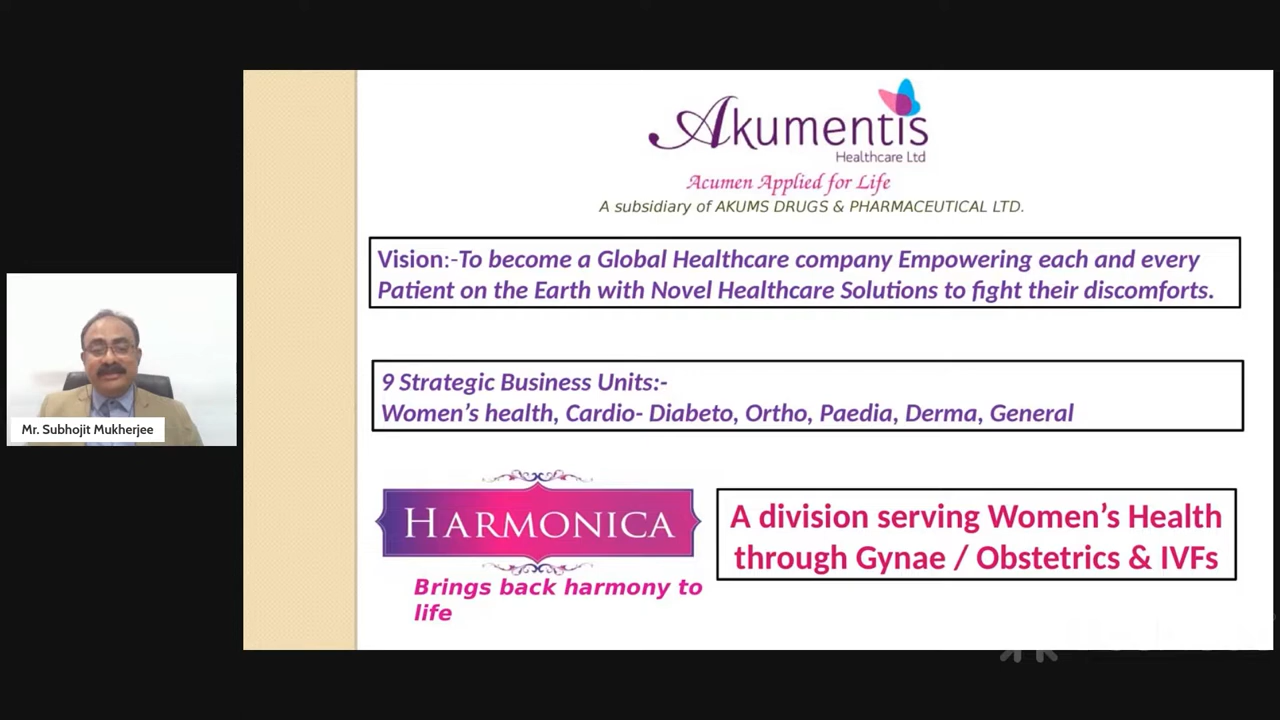 Akumentis
Healthcare Ltd
Acumen Applied for Life
A subsidiary of AKUMS DRUGS & PHARMACEUTICAL LTD.
Vision:-To become a Global Healthcare company Empowering each and every
Patient on the Earth with Novel Healthcare Solutions to fight their discomforts.
9 Strategic Business Units:-
Women's health, Cardio- Diabeto, Ortho, Paedia, Derma, General
Mr. Subhojit Mukherjee
HARMONICA
Brings back harmony to
life
A division serving Women's Health
through Gynae / Obstetrics & IVFs